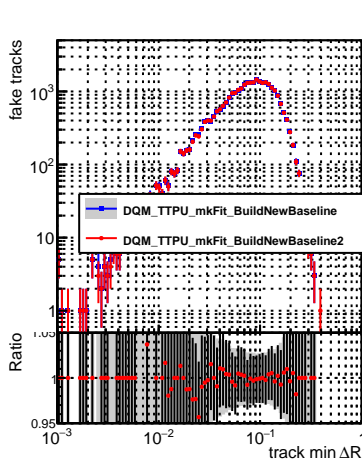 fake tracks
10³
10²
10
1
DQM_TTPU_mkFit_BuildNewBaseline
DQM_TTPU_mkFit_BuildNewBaseline2
Ratio
1.05
1
0.95
10⁻³ 10⁻² 10⁻¹ 1
track min ΔR